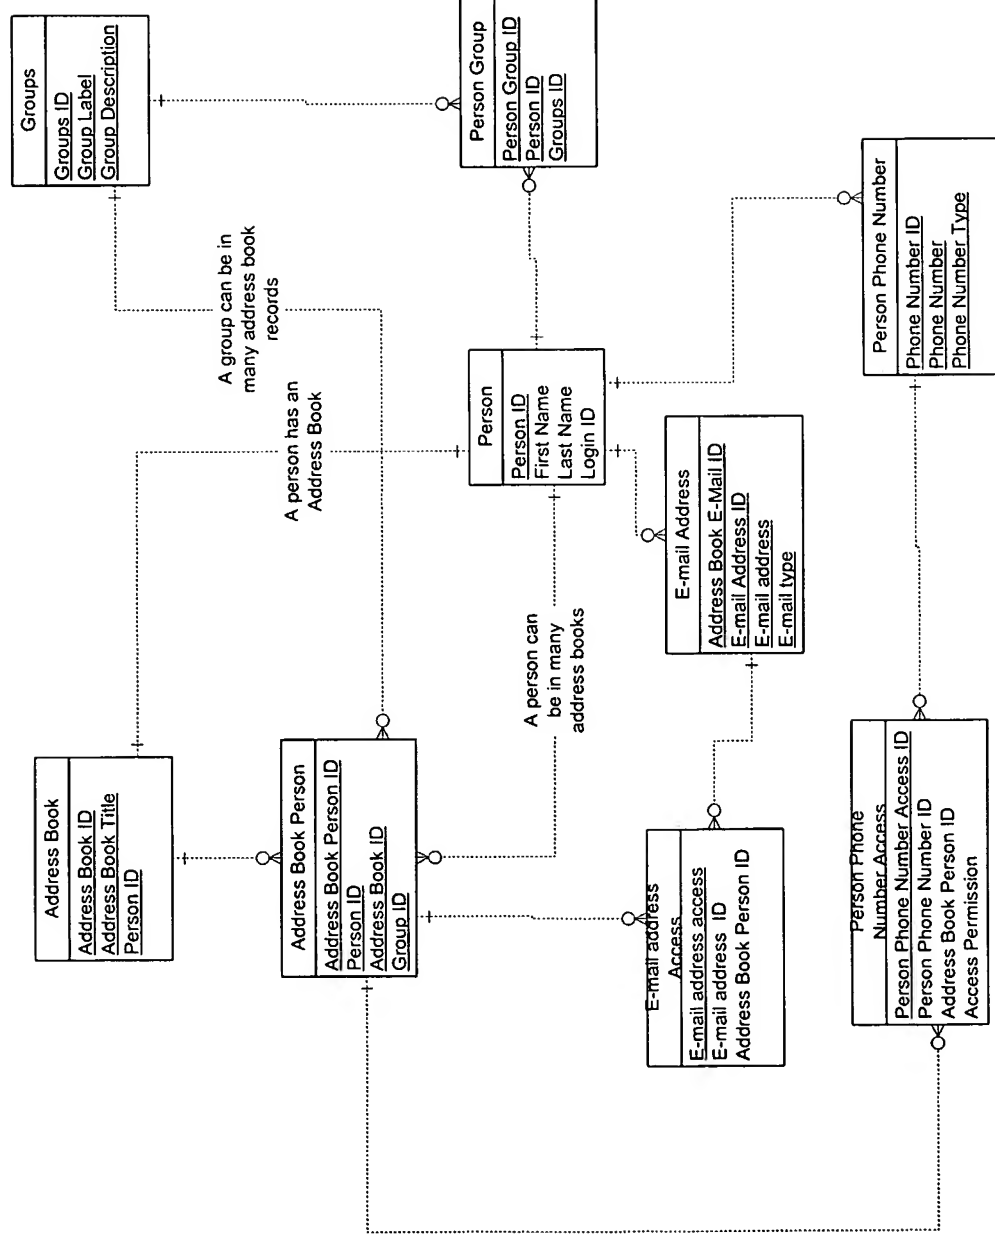 Address Book
Address Book ID
Address Book Title
Person ID
A person has an
Address Book
A group can be in
many address book
records
Groups
Groups ID
Group Label
Group Description
Address Book Person
Address Book Person ID
Person ID
Address Book ID
Group ID
A person can
be in many
address books
Person
Person ID
First Name
Last Name
Login ID
Person Group
Person Group ID
Person ID
Groups ID
E-mail address
Access
E-mail address access
E-mail address ID
Address Book Person ID
E-mail Address
Address Book E-Mail ID
E-mail Address ID
E-mail address
E-mail type
Person Phone
Number Access
Person Phone Number Access ID
Person Phone Number ID
Address Book Person ID
Access Permission
Person Phone Number
Phone Number ID
Phone Number
Phone Number Type